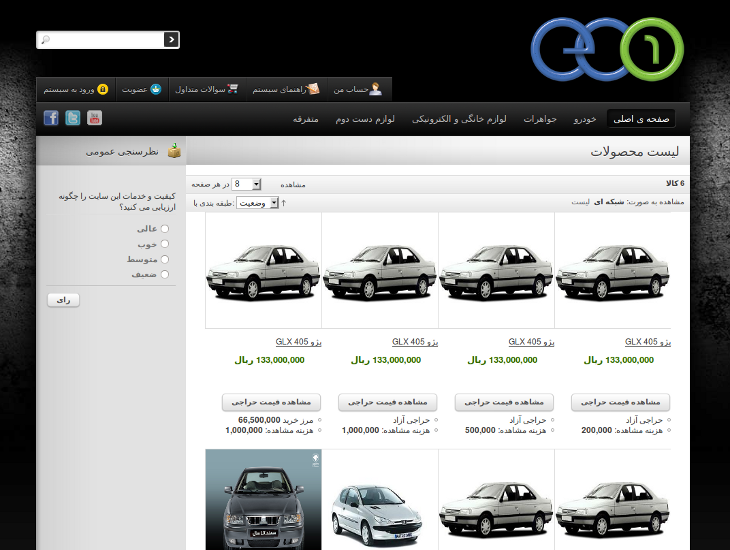 حساب من
راهنمای سیستم
سوالات متداول
عضویت
ورود به سیستم
صفحه ی اصلی
خودرو
جواهرات
لوازم خانگی و الکترونیکی
لوازم دست دوم
متفرقه
لیست محصولات
نظرسنجی عمومی
6 کالا
مشاهده 8 در هر صفحه
مشاهده به صورت: شبکه ای لیست
طبقه بندی با: وضعیت
کیفیت و خدمات این سایت را چگونه
ارزیابی می کنید؟
عالی
خوب
متوسط
ضعیف
رای
پژو GLX 405
پژو GLX 405
پژو GLX 405
پژو GLX 405
133,000,000 ریال
133,000,000 ریال
133,000,000 ریال
133,000,000 ریال
مشاهده قیمت حراجی
مشاهده قیمت حراجی
مشاهده قیمت حراجی
مشاهده قیمت حراجی
حراجی آزاد
هزینه مشاهده: 200,000
حراجی آزاد
هزینه مشاهده: 500,000
حراجی آزاد
هزینه مشاهده: 1,000,000
مرز خرید 66,500,000
هزینه مشاهده: 1,000,000